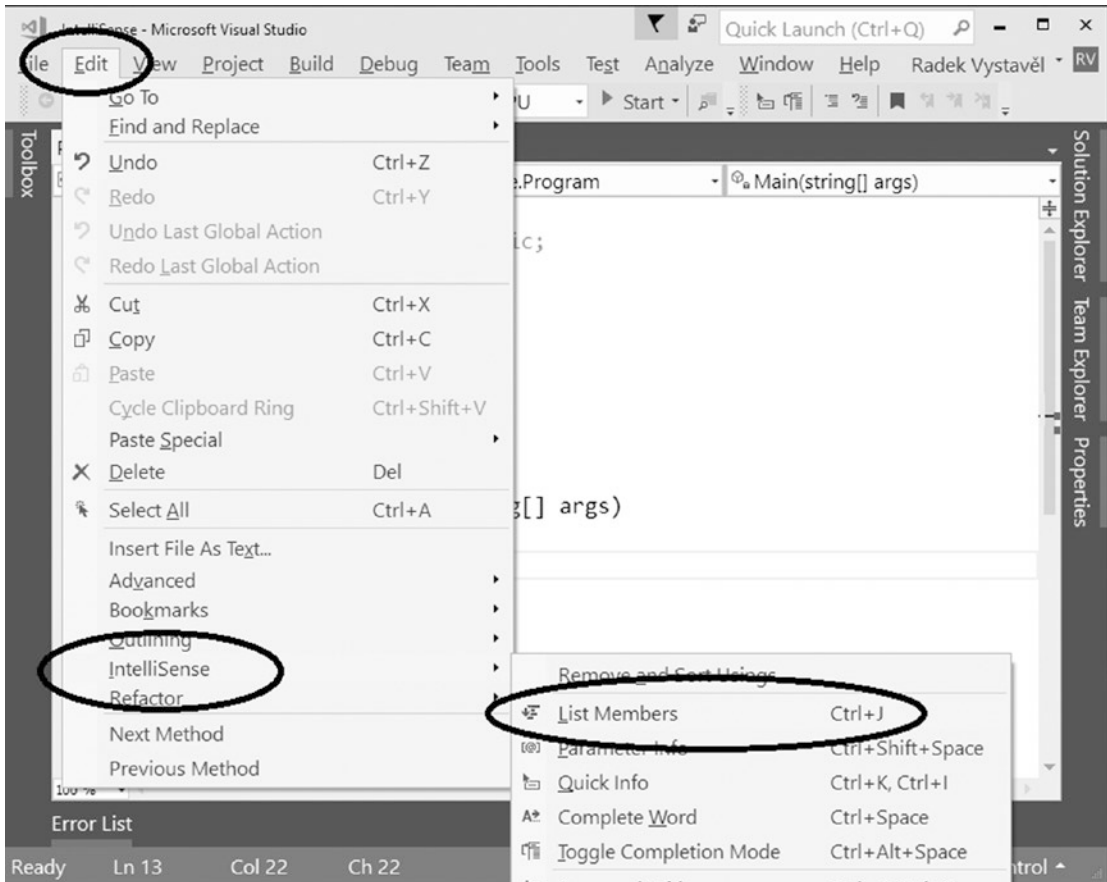 IntelliSense - Microsoft Visual Studio
Quick Launch (Ctrl+Q)
File Edit View Project Build Debug Team Tools Test Analyze Window Help Radek Vystavěl RV
Go To
Start
Find and Replace
Toolbox
Undo Ctrl+Z
.Program Main(string[] args)
Redo Ctrl+Y
Undo Last Global Action
ic;
Redo Last Global Action
Cut Ctrl+X
Copy Ctrl+C
Paste Ctrl+V
Cycle Clipboard Ring Ctrl+Shift+V
Paste Special
Delete Del
Select All Ctrl+A
g[] args)
Insert File As Text...
Advanced
Bookmarks
Outlining
IntelliSense
Refactor
Next Method
Previous Method
Remove and Sort Usings
List Members Ctrl+J
Parameter Info Ctrl+Shift+Space
Quick Info Ctrl+K, Ctrl+I
Complete Word Ctrl+Space
Toggle Completion Mode Ctrl+Alt+Space
Solution Explorer
Team Explorer
Properties
100 %
Error List
Ready Ln 13 Col 22 Ch 22